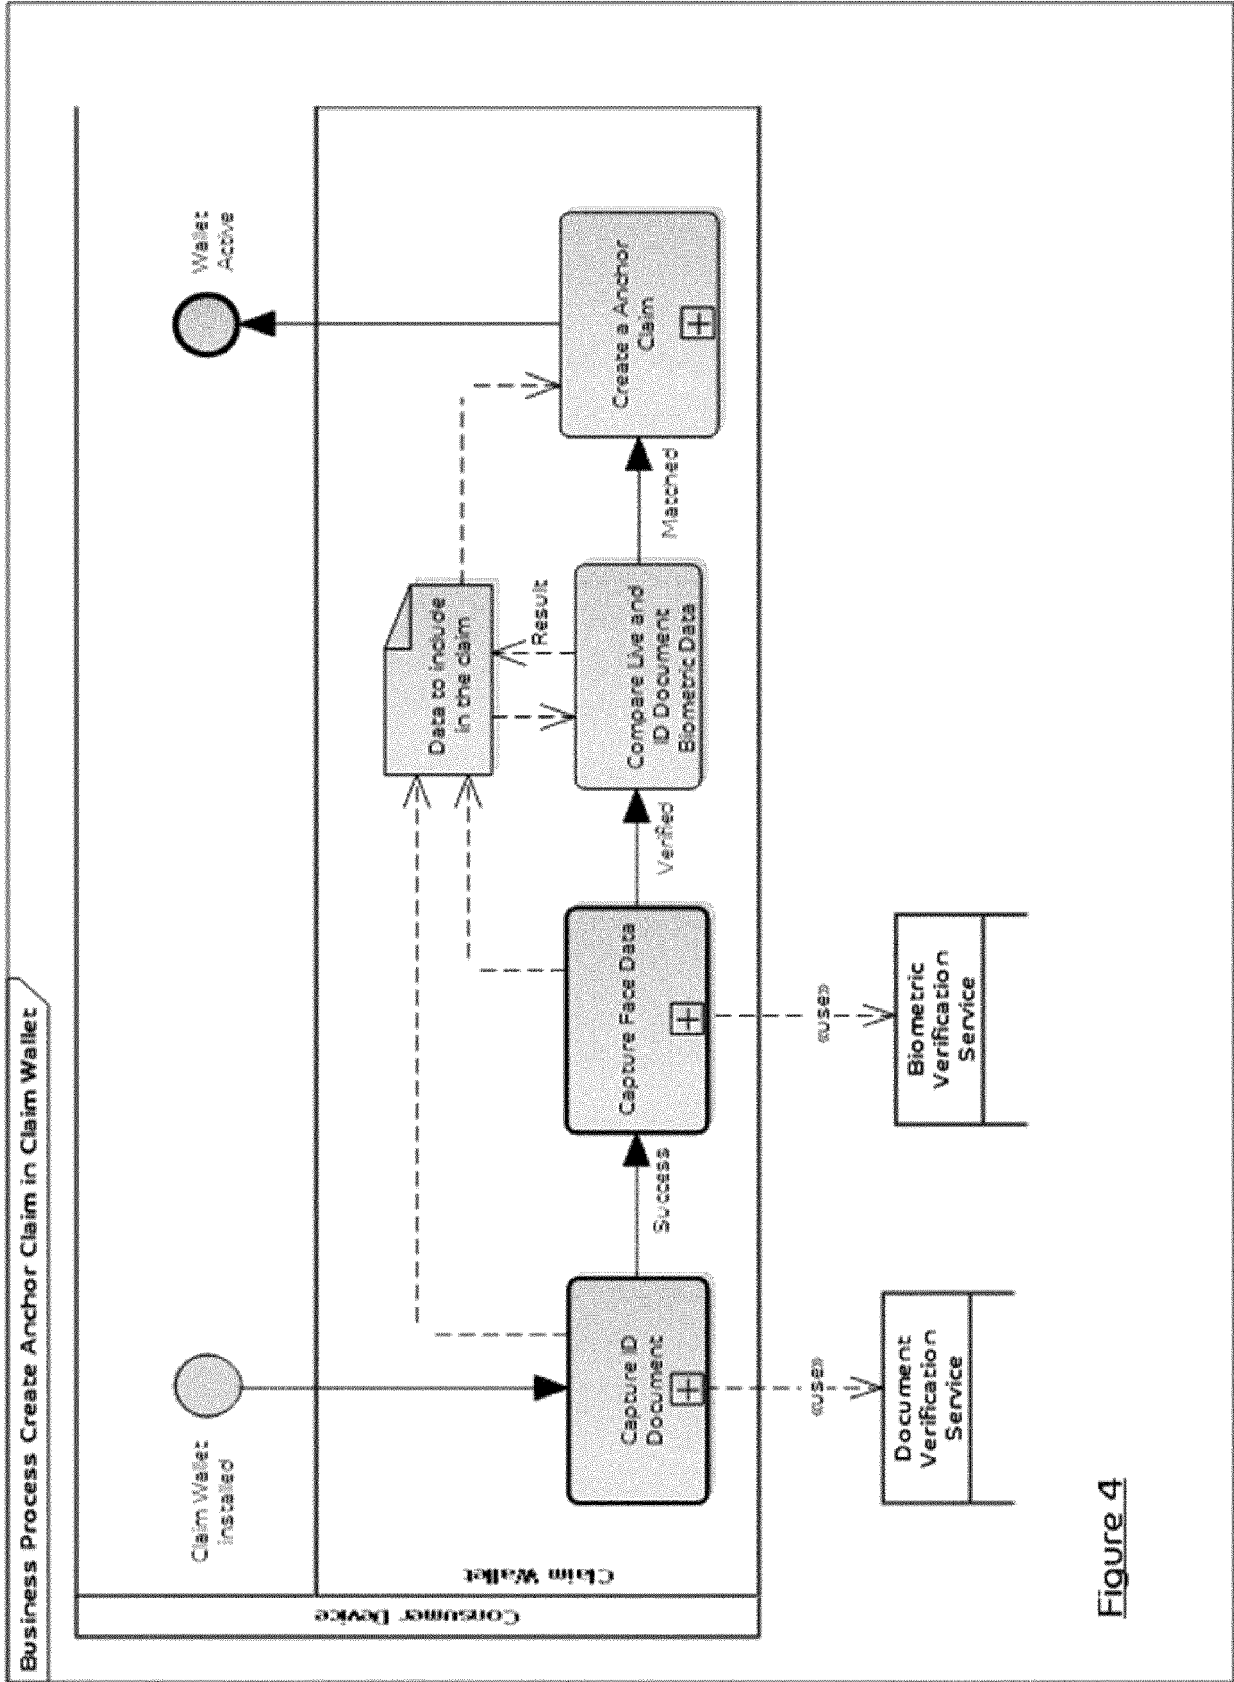 Business Process Create Anchor Claim in Claim Wallet
Consumer Device
Claim Wallet
Claim Wallet
installed
Wallet
Active
Data to include
in the claim
Result
Capture ID
Document
Success
Capture Face Data
Verified
Compare Live and
ID Document
Biometric Data
Matched
Create a Anchor
Claim
«use»
«use»
Document
Verification
Service
Biometric
Verification
Service
Figure 4